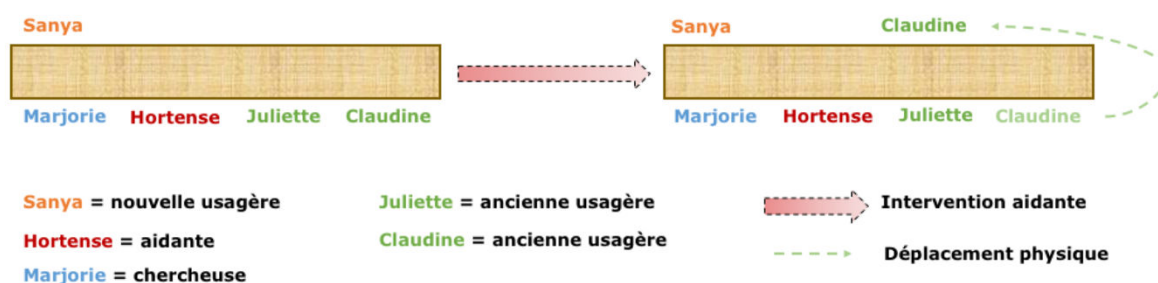 Sanya
Marjorie Hortense Juliette Claudine
Sanya Claudine
Marjorie Hortense Juliette Claudine
Sanya = nouvelle usagère
Hortense = aidante
Marjorie = chercheuse
Juliette = ancienne usagère
Claudine = ancienne usagère
Intervention aidante
Déplacement physique